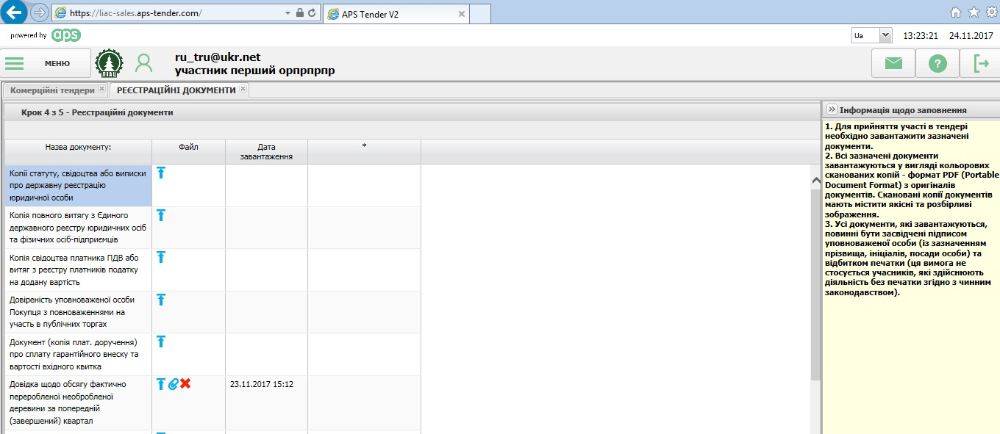 https://liac-sales.aps-tender.com/
APS Tender V2
powered by aps
Ua
13:23:21 24.11.2017
МЕНЮ
ЛІАЦ
ru_tru@ukr.net
участник перший орпрпрпр
Комерційні тендери
РЕЄСТРАЦІЙНІ ДОКУМЕНТИ
Крок 4 з 5 - Реєстраційні документи
Назва документу:
Файл
Дата
завантаження
*
Копії статуту, свідоцтва або виписки
про державну реєстрацію
юридичної особи
Копія повного витягу з Єдиного
державного реєстру юридичних осіб
та фізичних осіб-підприємців
Копія свідоцтва платника ПДВ або
витяг з реєстру платників податку
на додану вартість
Довіреність уповноваженої особи
Покупця з повноваженнями на
участь в публічних торгах
Документ (копія плат. доручення)
про сплату гарантійного внеску та
вартості вхідного квитка
Довідка щодо обсягу фактично
переробленої необробленої
деревини за попередній
(завершений) квартал
23.11.2017 15:12
Інформація щодо заповнення
1. Для прийняття участі в тендері
необхідно завантажити зазначені
документи.
2. Всі зазначені документи
завантажуються у вигляді кольорових
сканованих копій - формат PDF (Portable
Document Format) з оригіналів
документів. Скановані копії документів
мають містити якісні та розбірливі
зображення.
3. Усі документи, які завантажуються,
повинні бути засвідчені підписом
уповноваженої особи (із зазначенням
прізвища, ініціалів, посади особи) та
відбитком печатки (ця вимога не
стосується учасників, які здійснюють
діяльність без печатки згідно з чинним
законодавством).